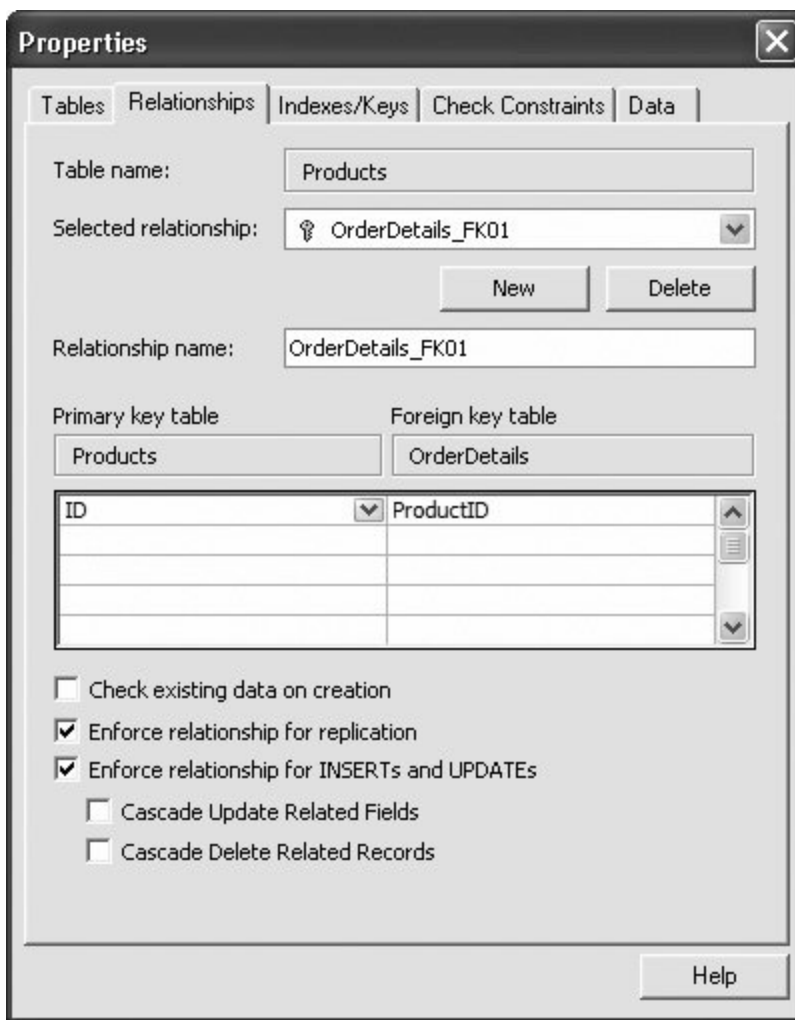 Properties
Tables Relationships Indexes/Keys Check Constraints Data
Table name: Products
Selected relationship: OrderDetails_FK01
New Delete
Relationship name: OrderDetails_FK01
Primary key table Foreign key table
Products OrderDetails
ID ProductID
Check existing data on creation
Enforce relationship for replication
Enforce relationship for INSERTs and UPDATEs
Cascade Update Related Fields
Cascade Delete Related Records
Help